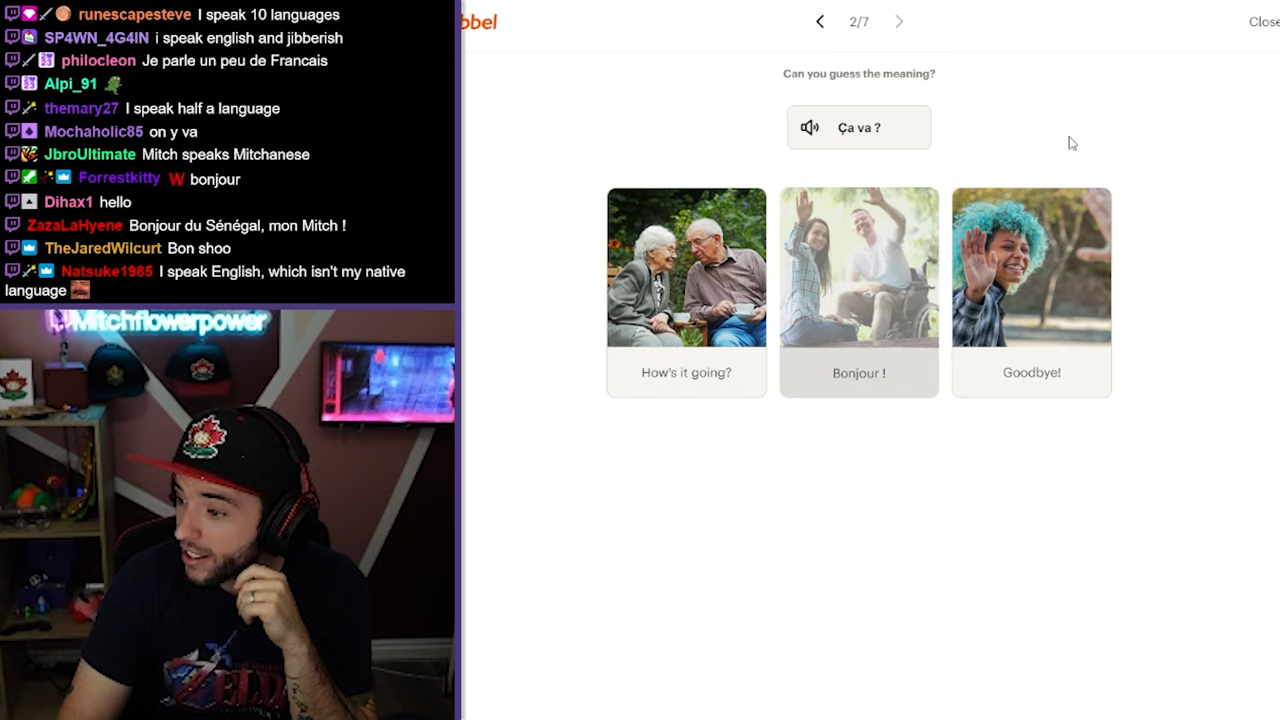 runescapesteve I speak 10 languages
SP4WN_4G4IN i speak english and jibberish
philocleon Je parle un peu de Francais
Alpi_91
themary27 I speak half a language
Mochaholic85 on y va
JbroUltimate Mitch speaks Mitchanese
Forrestkitty W bonjour
Dihax1 hello
ZazaLaHyene Bonjour du Sénégal, mon Mitch !
TheJaredWilcurt Bon shoo
Natsuke1985 I speak English, which isn't my native
language
Mitchflowerpower
ZELDA
bbel
2/7
Close
Can you guess the meaning?
Ça va ?
How's it going?
Bonjour !
Goodbye!